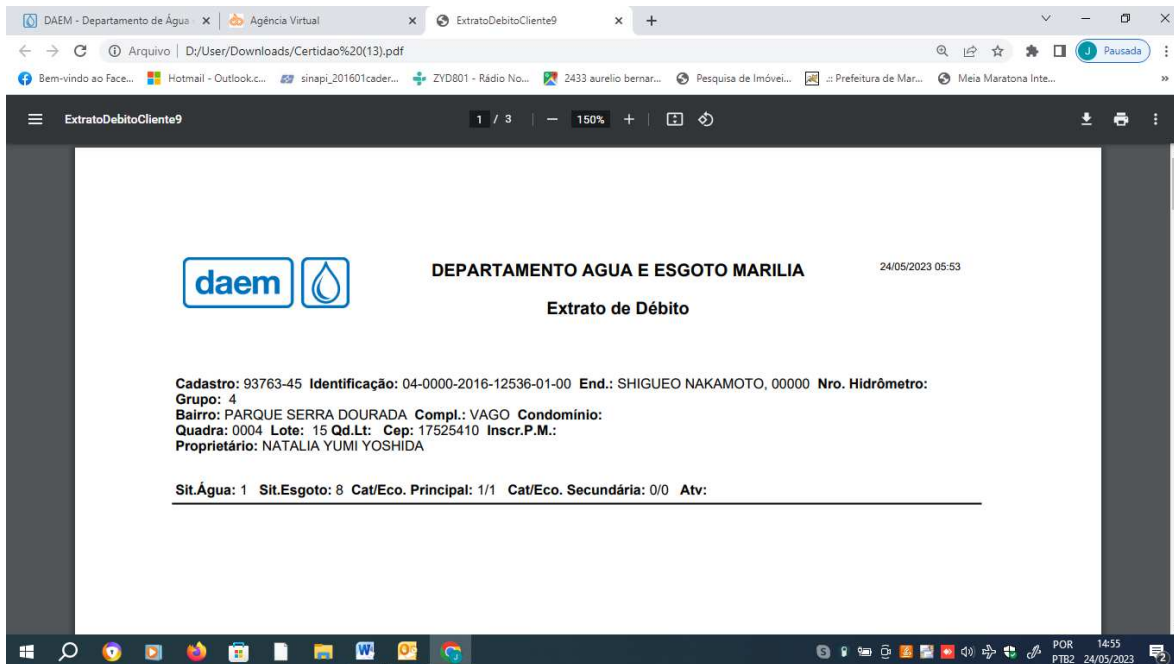 DAEM - Departamento de Água
Agência Virtual
ExtratoDebitoCliente9
Arquivo | D:/User/Downloads/Certidao%20(13).pdf
J Pausada
Bem-vindo ao Face... Hotmail - Outlook.c... sinapi_201601cader... ZYD801 - Rádio No... 2433 aurelio bernar... Pesquisa de Imóvei... .:: Prefeitura de Mar... Meia Maratona Inte... »
ExtratoDebitoCliente9 1 / 3 150%
daem
DEPARTAMENTO AGUA E ESGOTO MARILIA 24/05/2023 05:53
Extrato de Débito
Cadastro: 93763-45 Identificação: 04-0000-2016-12536-01-00 End.: SHIGUEO NAKAMOTO, 00000 Nro. Hidrômetro:
Grupo: 4
Bairro: PARQUE SERRA DOURADA Compl.: VAGO Condomínio:
Quadra: 0004 Lote: 15 Qd.Lt: Cep: 17525410 Inscr.P.M.:
Proprietário: NATALIA YUMI YOSHIDA
Sit.Água: 1 Sit.Esgoto: 8 Cat/Eco. Principal: 1/1 Cat/Eco. Secundária: 0/0 Atv:
POR 14:55
PTB2 24/05/2023